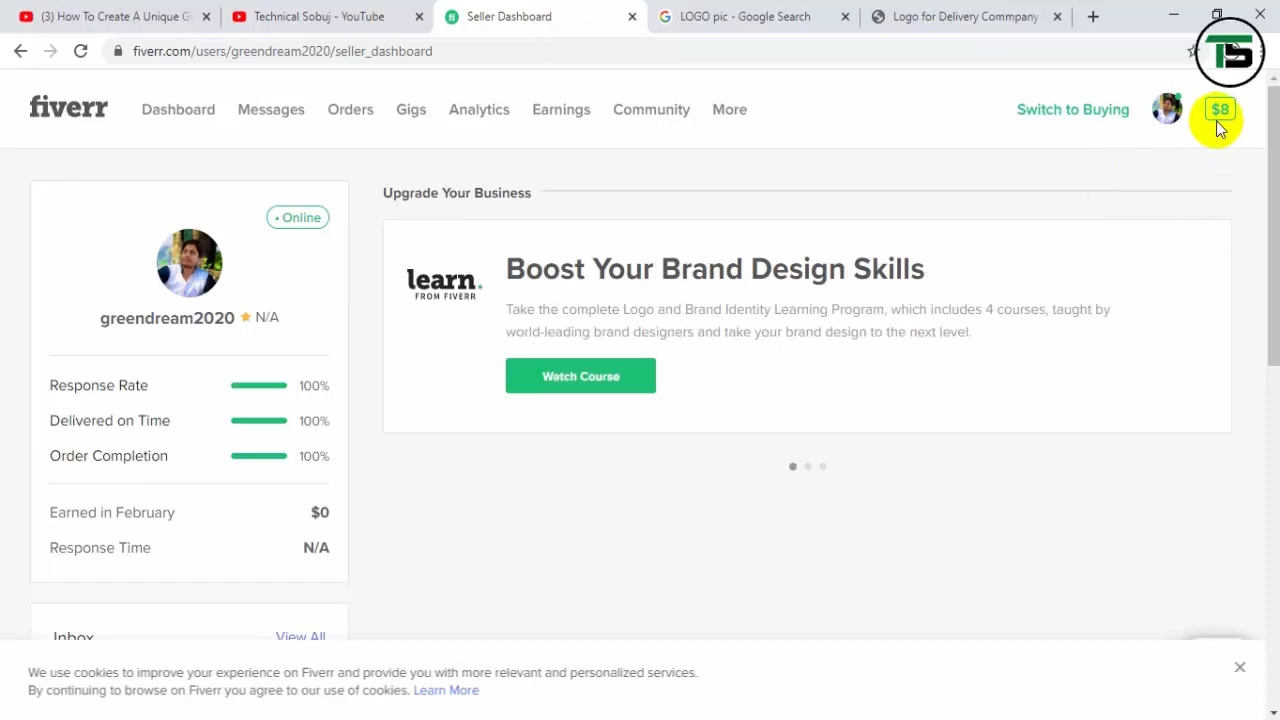 (3) How To Create A Unique G
Technical Sobuj - YouTube
Seller Dashboard
LOGO pic - Google Search
Logo for Delivery Commpany
fiverr.com/users/greendream2020/seller_dashboard
TS
fiverr
Dashboard
Messages
Orders
Gigs
Analytics
Earnings
Community
More
Switch to Buying
$8
• Online
greendream2020 ★ N/A
Response Rate 100%
Delivered on Time 100%
Order Completion 100%
Earned in February $0
Response Time N/A
Inbox View All
Upgrade Your Business
learn.
FROM FIVERR
Boost Your Brand Design Skills
Take the complete Logo and Brand Identity Learning Program, which includes 4 courses, taught by
world-leading brand designers and take your brand design to the next level.
Watch Course
We use cookies to improve your experience on Fiverr and provide you with more relevant and personalized services.
By continuing to browse on Fiverr you agree to our use of cookies. Learn More